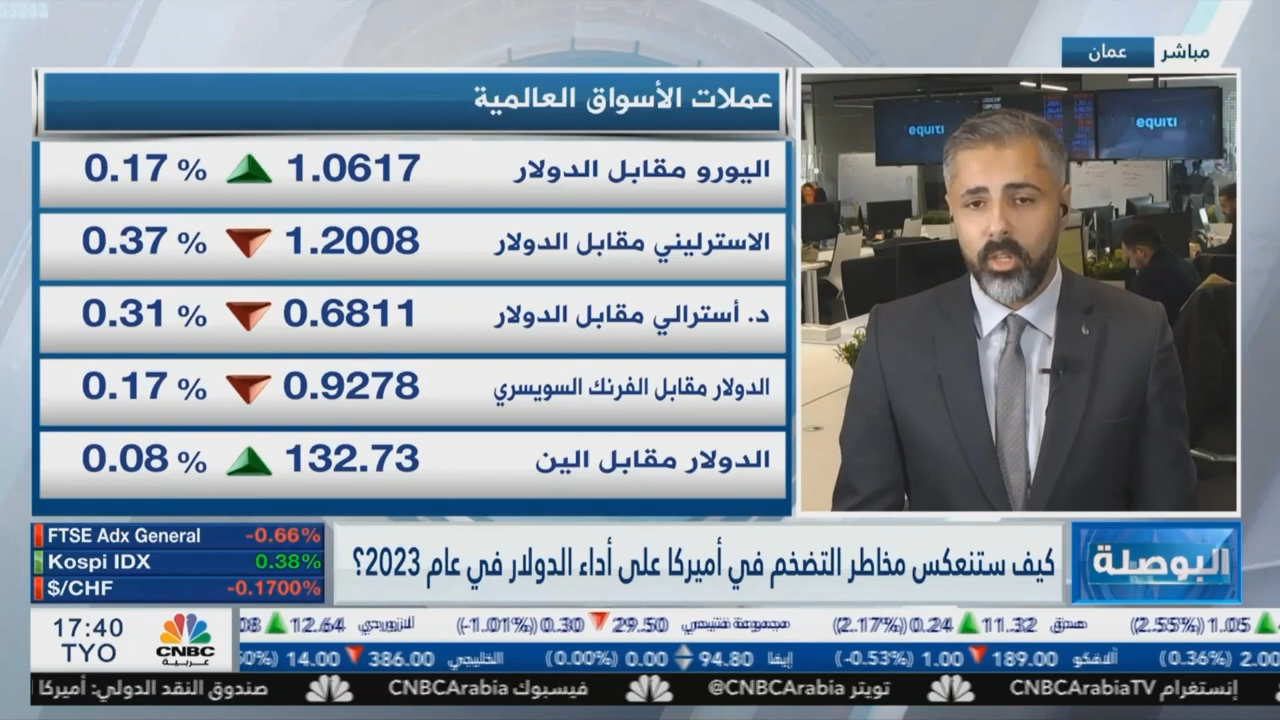 مباشر عمان
equiti
equiti
عملات الأسواق العالمية
اليورو مقابل الدولار 1.0617 0.17 %
الاسترليني مقابل الدولار 1.2008 0.37 %
د. أسترالي مقابل الدولار 0.6811 0.31 %
الدولار مقابل الفرنك السويسري 0.9278 0.17 %
الدولار مقابل الين 132.73 0.08 %
البوصلة
كيف ستنعكس مخاطر التضخم في أميركا على أداء الدولار في عام 2023؟
FTSE Adx General -0.66%
Kospi IDX 0.38%
$/CHF -0.1700%
17:40
TYO
CNBC
عربية
1.05 (2.55%) 11.32 0.24 (2.17%) 29.50 0.30 (-1.01%) 12.64
2.00 (0.36%) 189.00 1.00 (-0.53%) إيفا 94.80 0.00 (0.00%) الخليجي 386.00 14.00
إنستغرام CNBCArabiaTV تويتر @CNBCArabia فيسبوك CNBCArabia صندوق النقد الدولي: أميركا